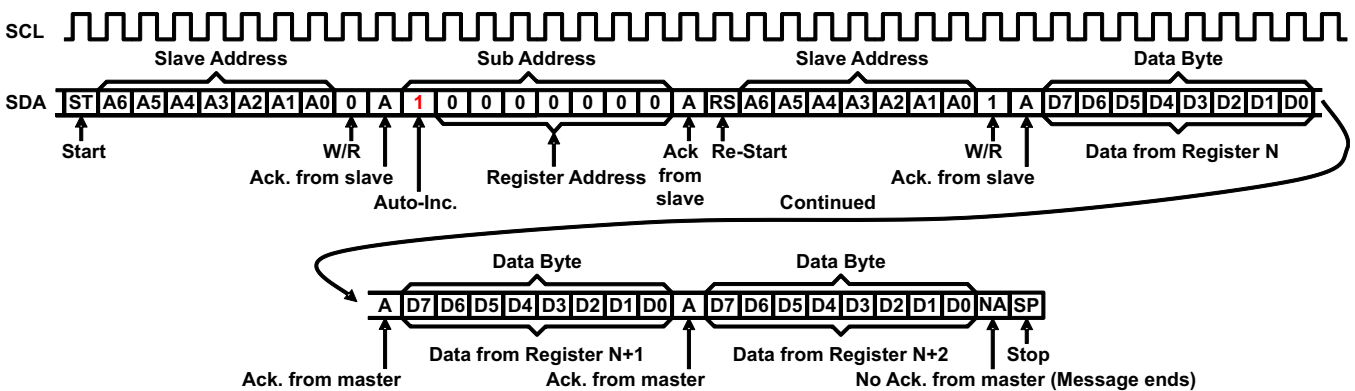 SCL
Slave Address Sub Address Slave Address Data Byte
SDA ST A6 A5 A4 A3 A2 A1 A0 0 A 1 0 0 0 0 0 0 0 A RS A6 A5 A4 A3 A2 A1 A0 1 A D7 D6 D5 D4 D3 D2 D1 D0
Start W/R Ack Re-Start W/R Data from Register N
Ack. from slave Register Address from Ack. from slave
Auto-Inc. slave Continued
Data Byte Data Byte
A D7 D6 D5 D4 D3 D2 D1 D0 A D7 D6 D5 D4 D3 D2 D1 D0 NA SP
Data from Register N+1 Data from Register N+2 Stop
Ack. from master Ack. from master No Ack. from master (Message ends)